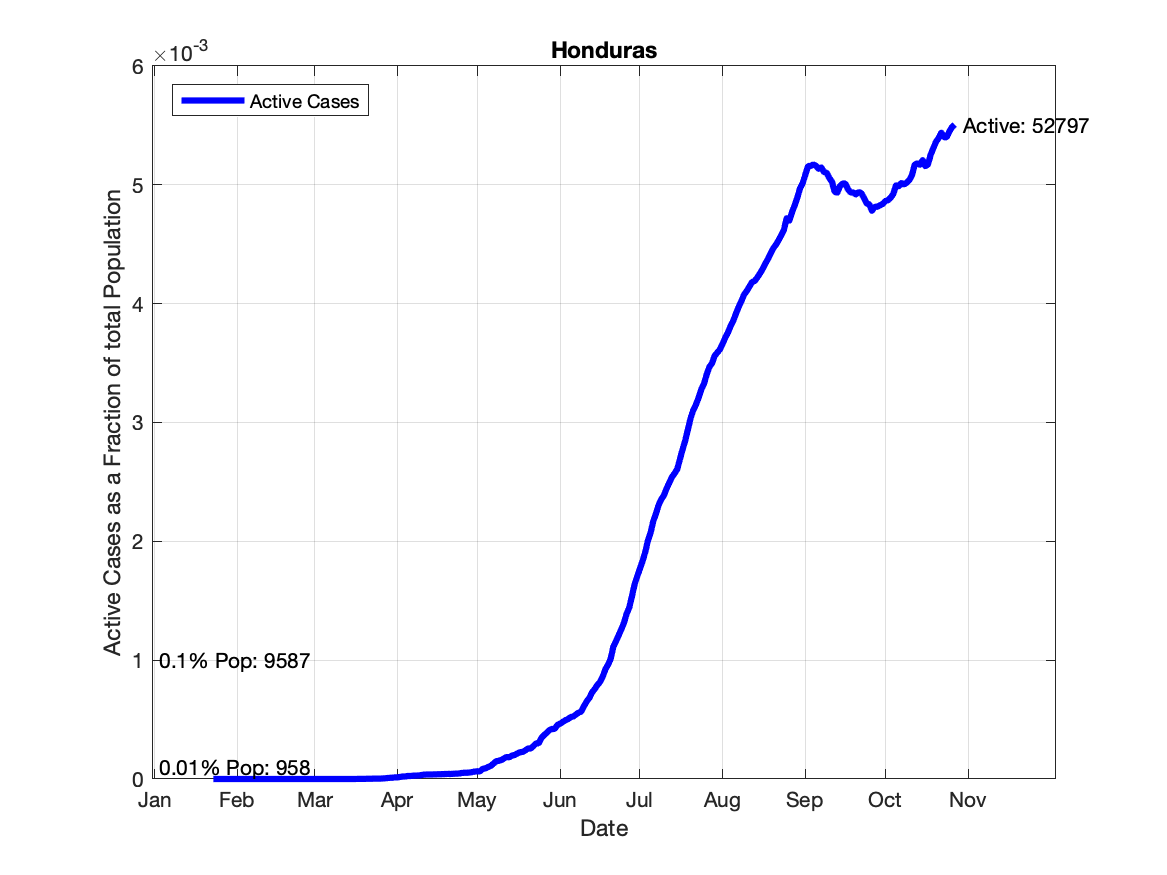 Honduras
×10-3
6
5
4
3
2
1
0
Active Cases
Active: 52797
0.1% Pop: 9587
0.01% Pop: 958
Active Cases as a Fraction of total Population
Jan Feb Mar Apr May Jun Jul Aug Sep Oct Nov
Date